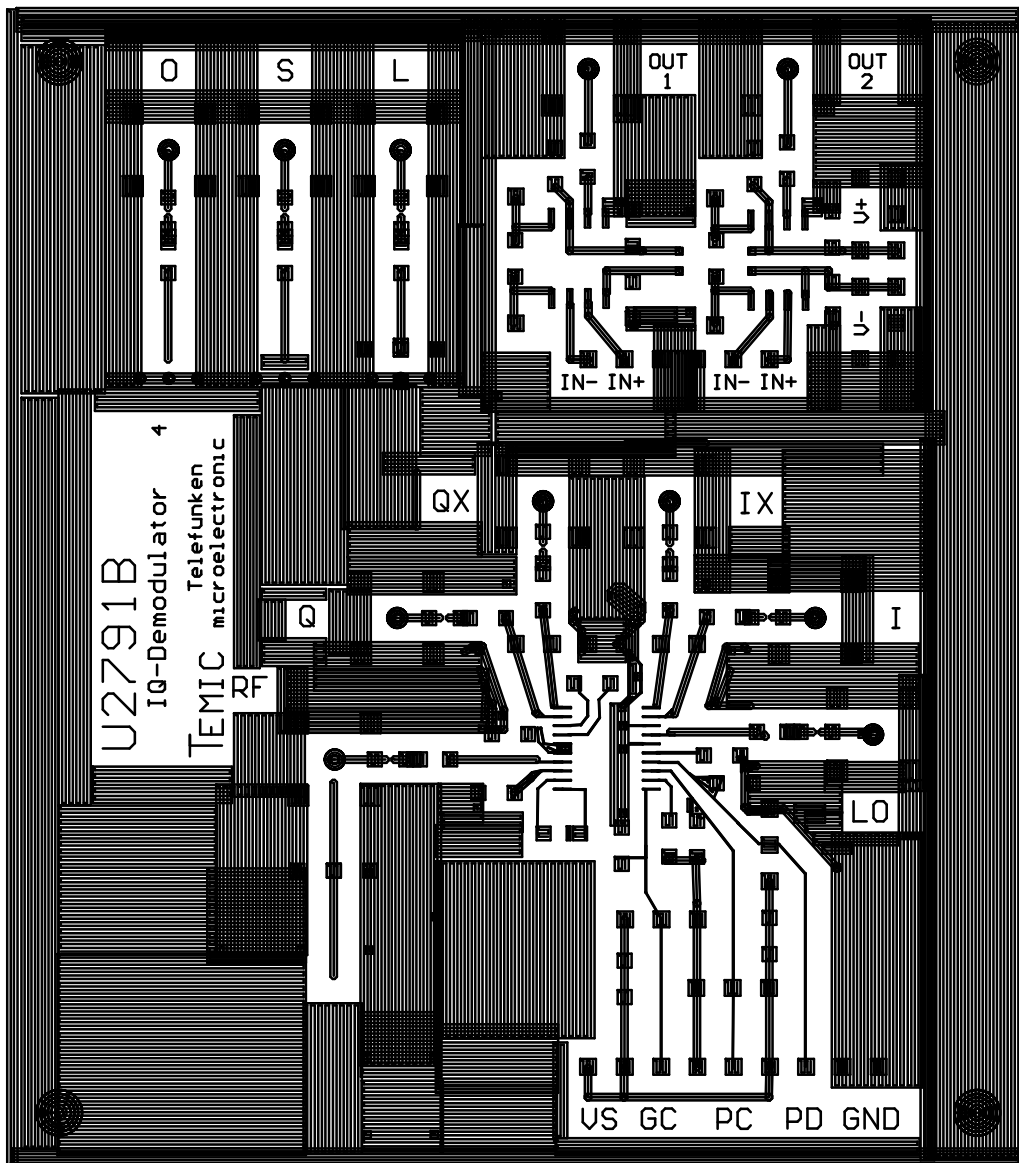 O
S
L
OUT
1
OUT
2
V+
V-
IN-
IN+
IN-
IN+
QX
IX
Q
I
RF
LO
U2791B
IQ-Demodulator
4
TEMIC
Telefunken
microelectronic
VS
GC
PC
PD
GND